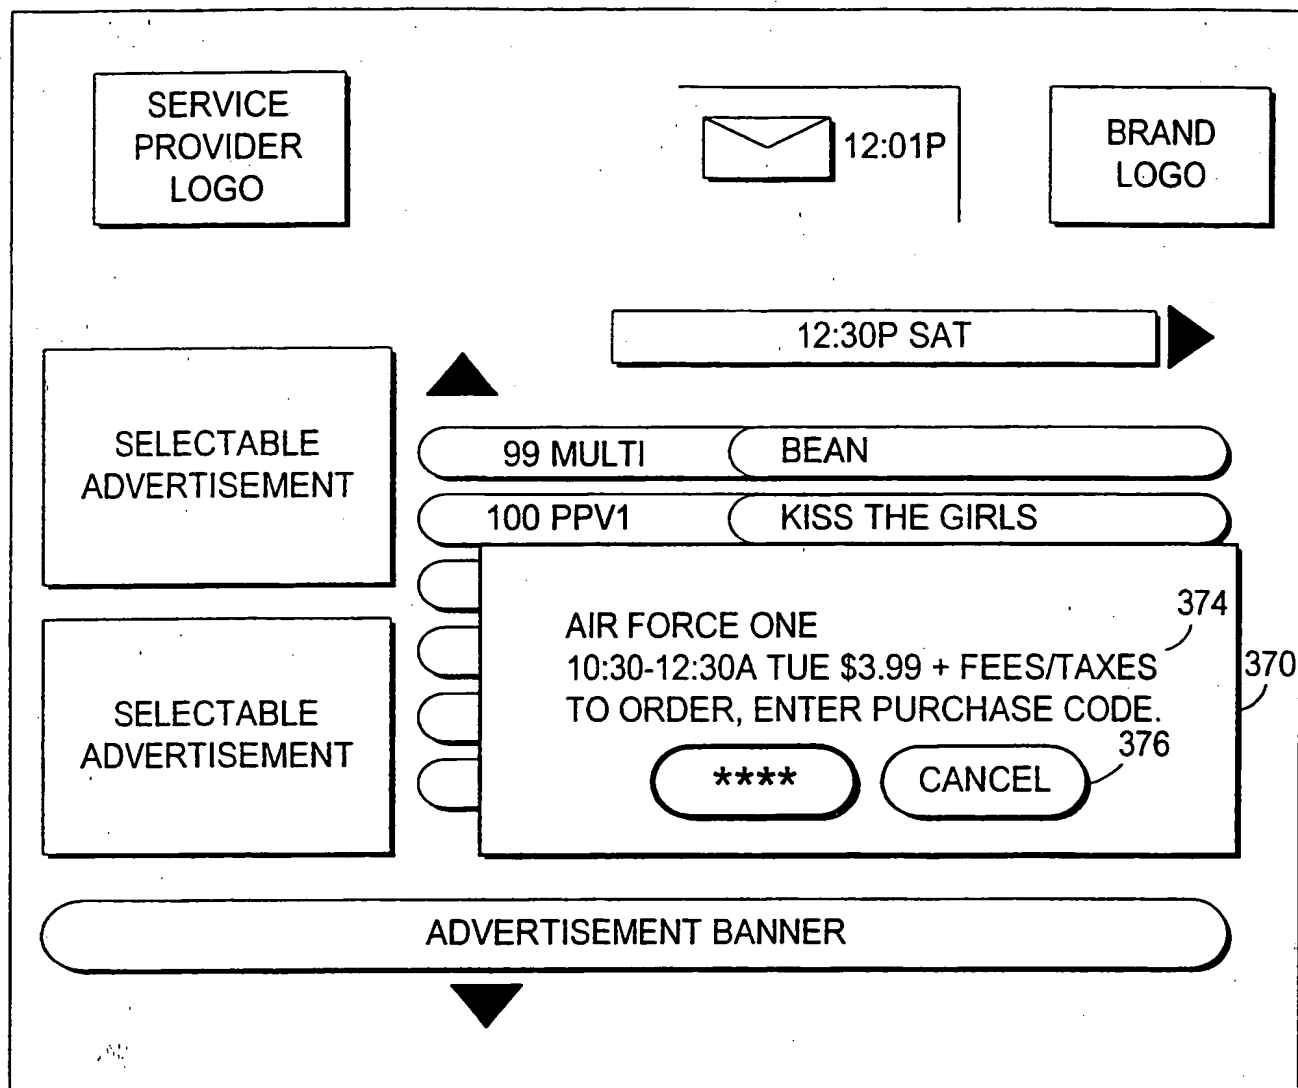 SERVICE
PROVIDER
LOGO
12:01P
BRAND
LOGO
12:30P SAT
SELECTABLE
ADVERTISEMENT
99 MULTI BEAN
100 PPV1 KISS THE GIRLS
374
AIR FORCE ONE
10:30-12:30A TUE $3.99 + FEES/TAXES
370
TO ORDER, ENTER PURCHASE CODE.
376
**** CANCEL
SELECTABLE
ADVERTISEMENT
ADVERTISEMENT BANNER